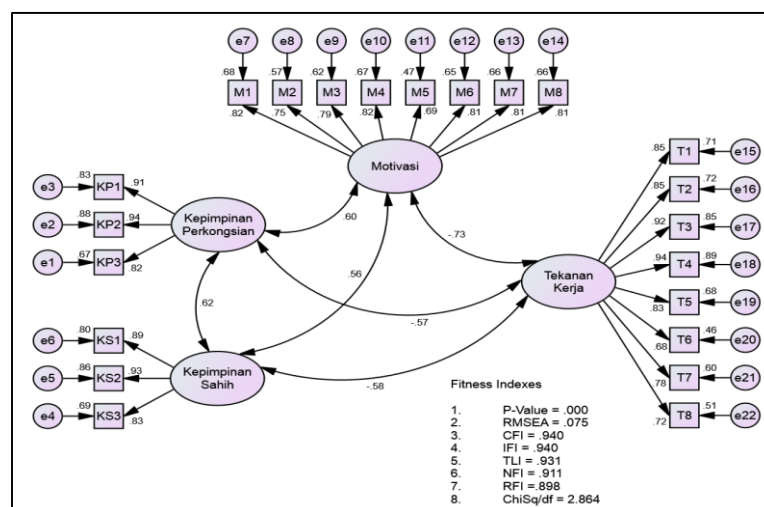 e7 e8 e9 e10 e11 e12 e13 e14
.68 .57 .62 .67 .47 .65 .66 .66
M1 M2 M3 M4 M5 M6 M7 M8
.82 .75 .79 .82 .69 .81 .81 .81
Motivasi
e3 .83 KP1 .91
e2 .88 KP2 .94
e1 .67 KP3 .82
Kepimpinan
Perkongsian
e6 .80 KS1 .89
e5 .86 KS2 .93
e4 .69 KS3 .83
Kepimpinan
Sahih
.60
.56
-.73
.62
-.57
-.58
Tekanan
Kerja
.85 T1 .71 e15
.85 T2 .72 e16
.92 T3 .85 e17
.94 T4 .89 e18
.83 T5 .68 e19
.68 T6 .46 e20
.78 T7 .60 e21
.72 T8 .51 e22
Fitness Indexes
1. P-Value = .000
2. RMSEA = .075
3. CFI = .940
4. IFI = .940
5. TLI = .931
6. NFI = .911
7. RFI = .898
8. ChiSq/df = 2.864